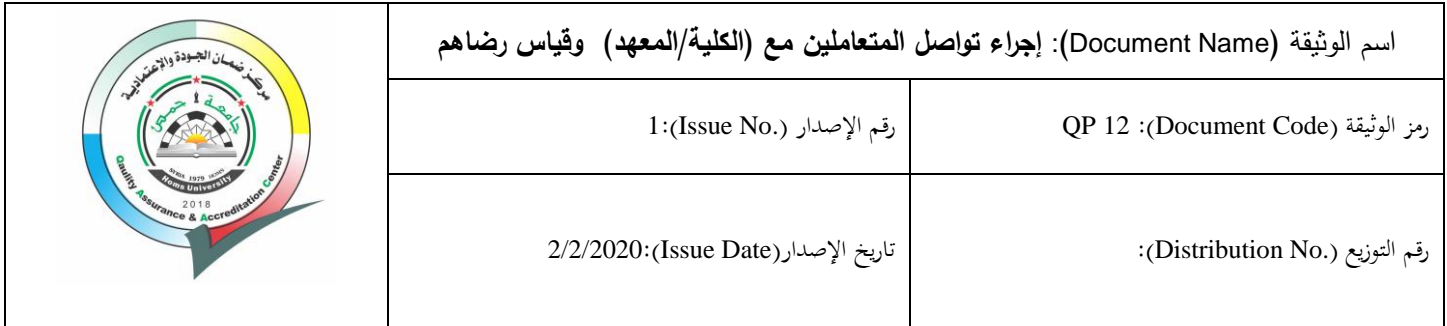 اسم الوثيقة (Document Name): إجراء تواصل المتعاملين مع (الكلية/المعهد) وقياس رضاهم
رمز الوثيقة (Document Code): QP 12
رقم الإصدار (Issue No.):1
رقم التوزيع (Distribution No.):
تاريخ الإصدار(Issue Date):2/2/2020
مركز ضمان الجودة والإعتمادية
جامعة حمص
SYRIA 1979 HOMS
Homs University
2018
Qaulity Assurance & Accreditation Center